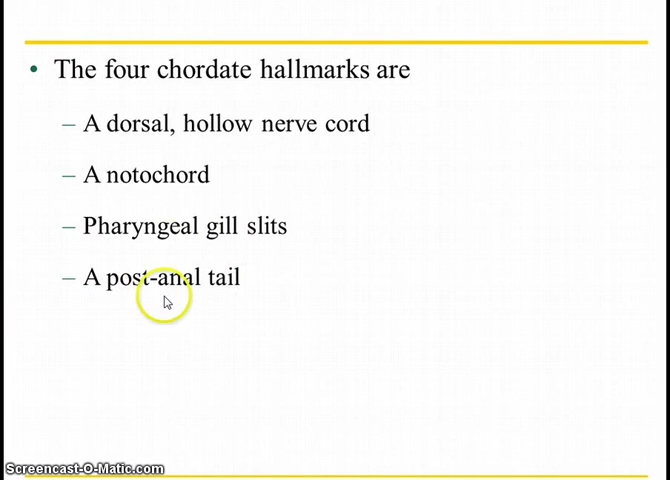 • The four chordate hallmarks are
– A dorsal, hollow nerve cord
– A notochord
– Pharyngeal gill slits
– A post-anal tail
Screencast-O-Matic.com